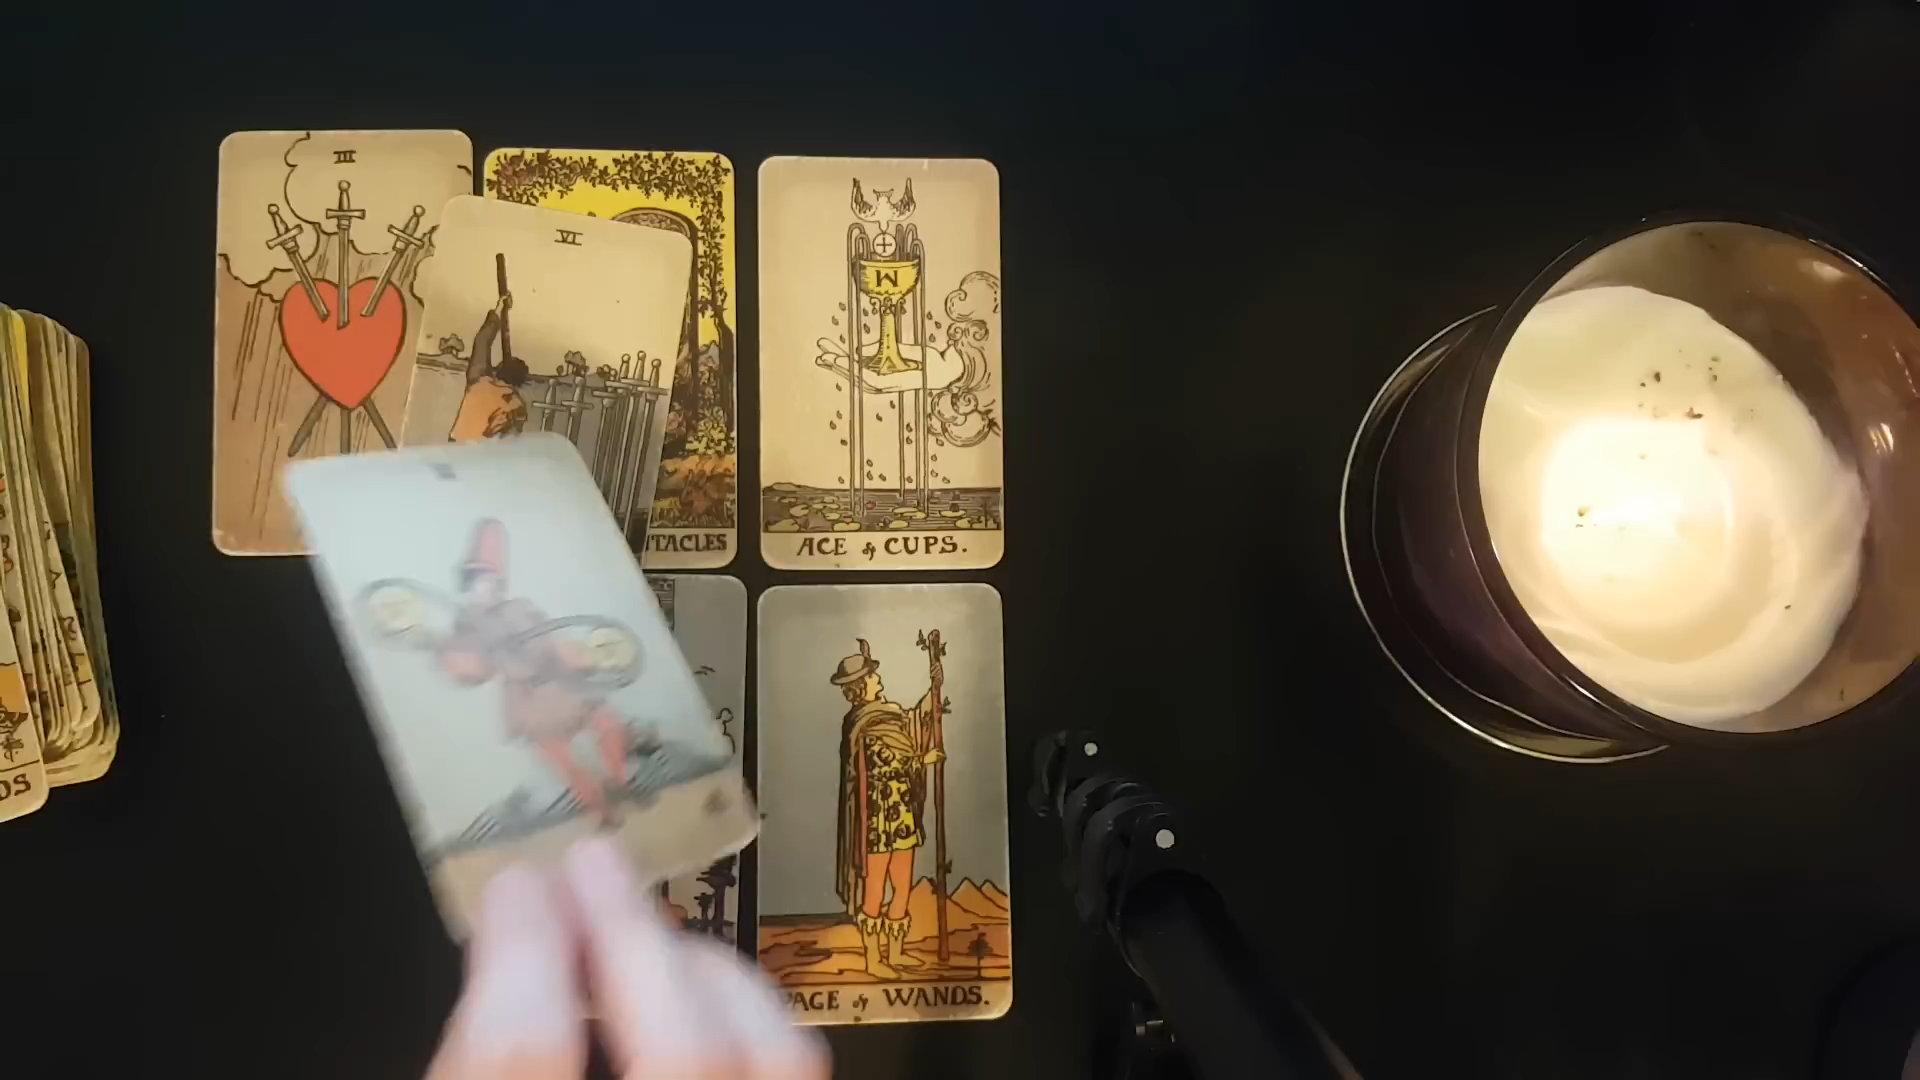 III
VI
TACLES
ACE of CUPS.
DS
PAGE of WANDS.